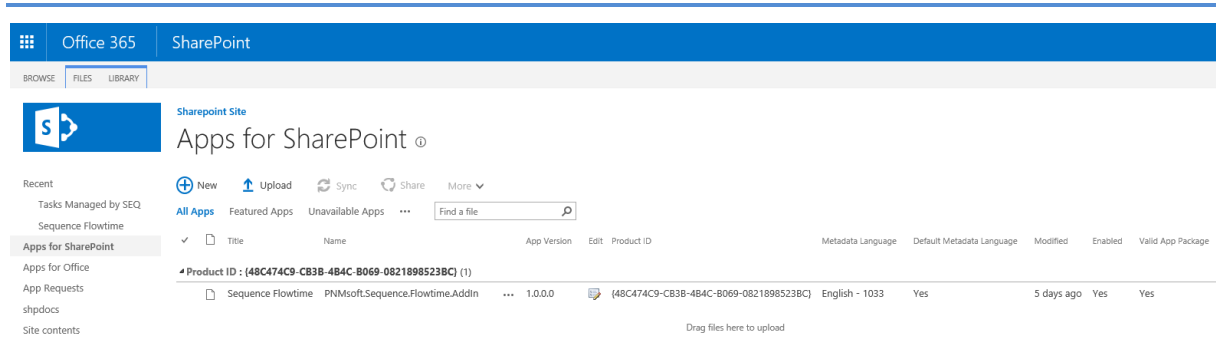 Office 365 SharePoint
BROWSE FILES LIBRARY
S
Sharepoint Site
Apps for SharePoint
Recent
Tasks Managed by SEQ
Sequence Flowtime
Apps for SharePoint
Apps for Office
App Requests
shpdocs
Site contents
New Upload Sync Share More
All Apps Featured Apps Unavailable Apps ••• Find a file
Title Name App Version Edit Product ID Metadata Language Default Metadata Language Modified Enabled Valid App Package
Product ID : {48C474C9-CB3B-4B4C-B069-0821898523BC} (1)
Sequence Flowtime PNMsoft.Sequence.Flowtime.AddIn ••• 1.0.0.0 {48C474C9-CB3B-4B4C-B069-0821898523BC} English - 1033 Yes 5 days ago Yes Yes
Drag files here to upload